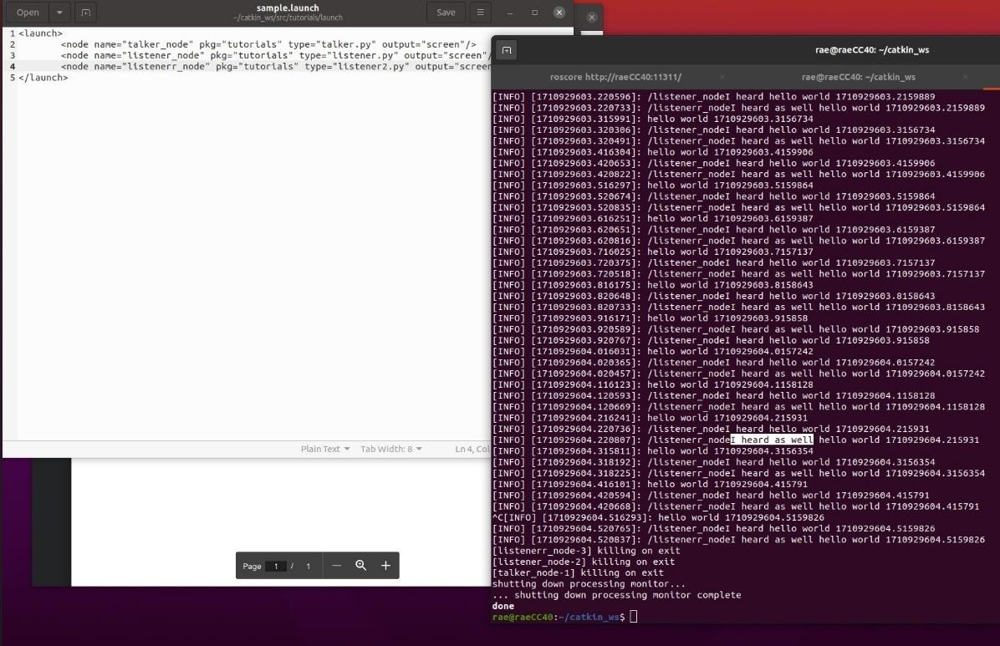 Open
sample.launch
~/catkin_ws/src/tutorials/launch
Save
1 <launch>
2 <node name="talker_node" pkg="tutorials" type="talker.py" output="screen"/>
3 <node name="listener_node" pkg="tutorials" type="listener.py" output="screen"/
4 <node name="listenerr_node" pkg="tutorials" type="listener2.py" output="screen
5 </launch>
Plain Text Tab Width: 8 Ln 4, Col
Page 1 / 1
rae@raeCC40: ~/catkin_ws
roscore http://raeCC40:11311/ rae@raeCC40: ~/catkin_ws
[INFO] [1710929603.220596]: /listener_nodeI heard hello world 1710929603.2159889
[INFO] [1710929603.220733]: /listenerr_nodeI heard as well hello world 1710929603.2159889
[INFO] [1710929603.315991]: hello world 1710929603.3156734
[INFO] [1710929603.320306]: /listener_nodeI heard hello world 1710929603.3156734
[INFO] [1710929603.320491]: /listenerr_nodeI heard as well hello world 1710929603.3156734
[INFO] [1710929603.416304]: hello world 1710929603.4159906
[INFO] [1710929603.420653]: /listener_nodeI heard hello world 1710929603.4159906
[INFO] [1710929603.420822]: /listenerr_nodeI heard as well hello world 1710929603.4159906
[INFO] [1710929603.516297]: hello world 1710929603.5159864
[INFO] [1710929603.520674]: /listener_nodeI heard hello world 1710929603.5159864
[INFO] [1710929603.520835]: /listenerr_nodeI heard as well hello world 1710929603.5159864
[INFO] [1710929603.616251]: hello world 1710929603.6159387
[INFO] [1710929603.620651]: /listener_nodeI heard hello world 1710929603.6159387
[INFO] [1710929603.620816]: /listenerr_nodeI heard as well hello world 1710929603.6159387
[INFO] [1710929603.716025]: hello world 1710929603.7157137
[INFO] [1710929603.720375]: /listener_nodeI heard hello world 1710929603.7157137
[INFO] [1710929603.720518]: /listenerr_nodeI heard as well hello world 1710929603.7157137
[INFO] [1710929603.816175]: hello world 1710929603.8158643
[INFO] [1710929603.820648]: /listener_nodeI heard hello world 1710929603.8158643
[INFO] [1710929603.820733]: /listenerr_nodeI heard as well hello world 1710929603.8158643
[INFO] [1710929603.916171]: hello world 1710929603.915858
[INFO] [1710929603.920589]: /listenerr_nodeI heard as well hello world 1710929603.915858
[INFO] [1710929603.920767]: /listener_nodeI heard hello world 1710929603.915858
[INFO] [1710929604.016031]: hello world 1710929604.0157242
[INFO] [1710929604.020365]: /listener_nodeI heard hello world 1710929604.0157242
[INFO] [1710929604.020457]: /listenerr_nodeI heard as well hello world 1710929604.0157242
[INFO] [1710929604.116123]: hello world 1710929604.1158128
[INFO] [1710929604.120593]: /listener_nodeI heard hello world 1710929604.1158128
[INFO] [1710929604.120669]: /listenerr_nodeI heard as well hello world 1710929604.1158128
[INFO] [1710929604.216241]: hello world 1710929604.215931
[INFO] [1710929604.220736]: /listener_nodeI heard hello world 1710929604.215931
[INFO] [1710929604.220807]: /listenerr_nodeI heard as well hello world 1710929604.215931
[INFO] [1710929604.315811]: hello world 1710929604.3156354
[INFO] [1710929604.318192]: /listener_nodeI heard hello world 1710929604.3156354
[INFO] [1710929604.318225]: /listenerr_nodeI heard as well hello world 1710929604.3156354
[INFO] [1710929604.416101]: hello world 1710929604.415791
[INFO] [1710929604.420594]: /listener_nodeI heard hello world 1710929604.415791
[INFO] [1710929604.420668]: /listenerr_nodeI heard as well hello world 1710929604.415791
^C[INFO] [1710929604.516293]: hello world 1710929604.5159826
[INFO] [1710929604.520765]: /listener_nodeI heard hello world 1710929604.5159826
[INFO] [1710929604.520837]: /listenerr_nodeI heard as well hello world 1710929604.5159826
[listenerr_node-3] killing on exit
[listener_node-2] killing on exit
[talker_node-1] killing on exit
shutting down processing monitor...
... shutting down processing monitor complete
done
rae@raeCC40:~/catkin_ws$